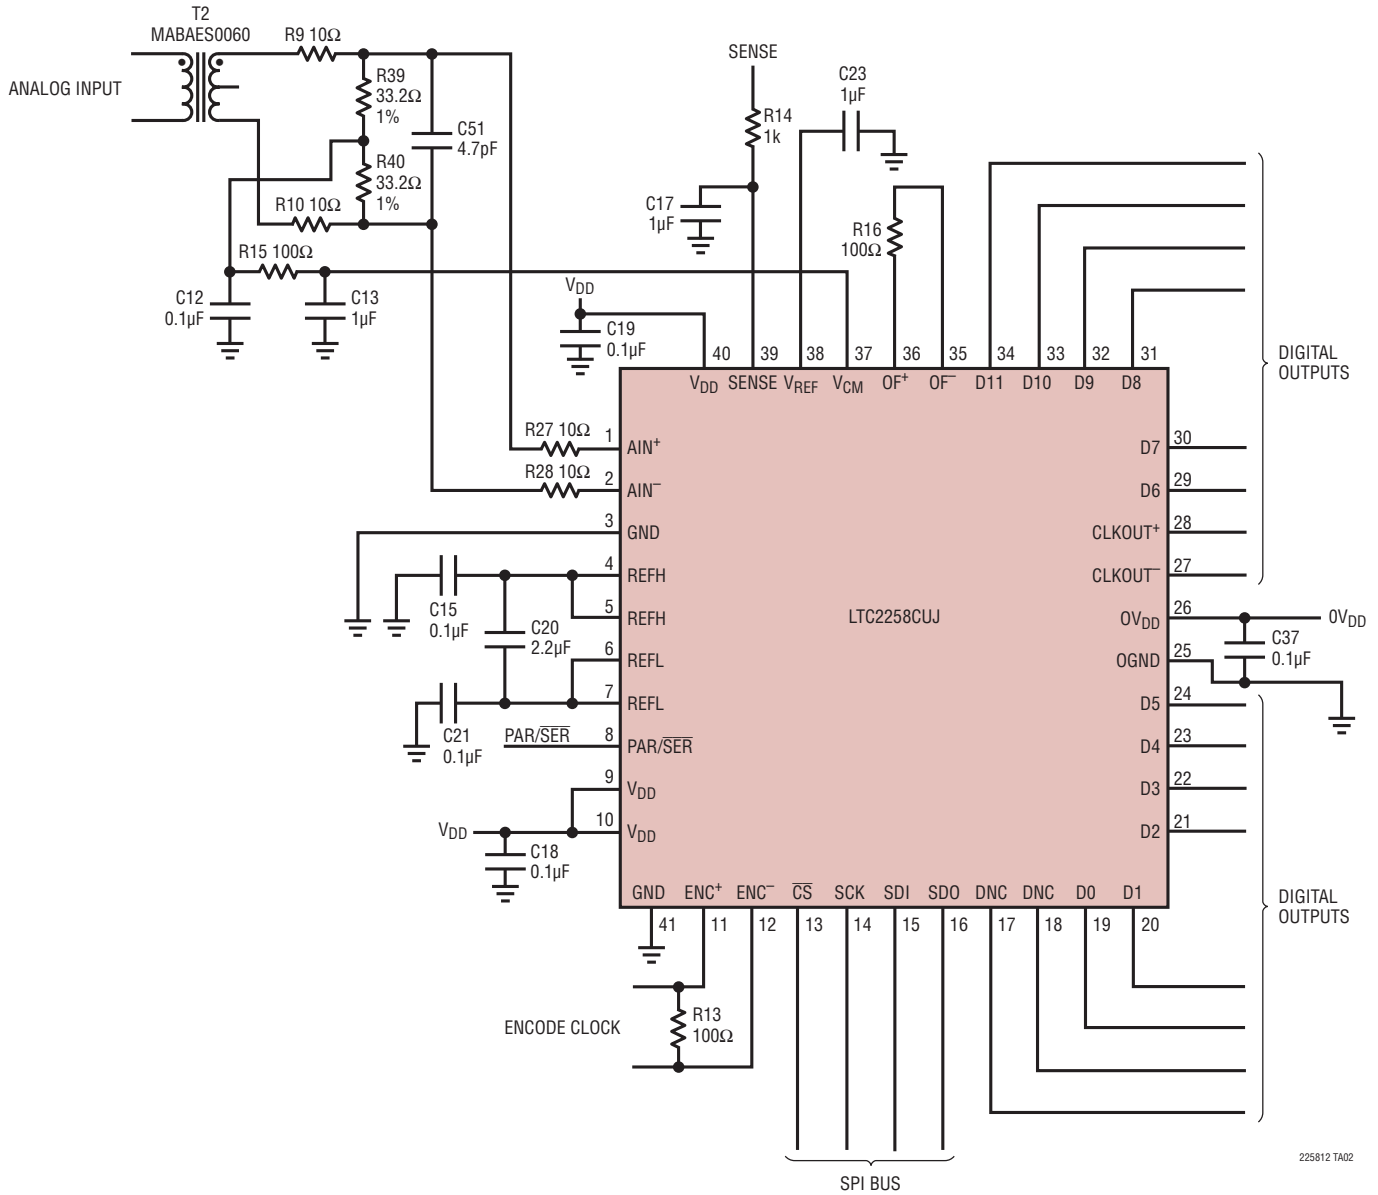 T2
MABAES0060
ANALOG INPUT
R9 10Ω
R39
33.2Ω
1%
C51
4.7pF
R40
33.2Ω
1%
R10 10Ω
R15 100Ω
C12
0.1µF
C13
1µF
SENSE
R14
1k
C17
1µF
C23
1µF
R16
100Ω
VDD
C19
0.1µF
40
39
38
37
36
35
34
33
32
31
VDD
SENSE
VREF
VCM
OF+
OF–
D11
D10
D9
D8
DIGITAL
OUTPUTS
R27 10Ω
1
AIN+
R28 10Ω
2
AIN–
3
GND
4
REFH
5
REFH
6
REFL
7
REFL
C15
0.1µF
C20
2.2µF
C21
0.1µF
PAR/SER
8
PAR/SER
9
VDD
VDD
10
VDD
C18
0.1µF
LTC2258CUJ
D7
30
D6
29
CLKOUT+
28
CLKOUT–
27
OVDD
26
0VDD
C37
0.1µF
OGND
25
D5
24
D4
23
D3
22
D2
21
GND
ENC+
ENC–
CS
SCK
SDI
SDO
DNC
DNC
D0
D1
41
11
12
13
14
15
16
17
18
19
20
DIGITAL
OUTPUTS
ENCODE CLOCK
R13
100Ω
SPI BUS
225812 TA02